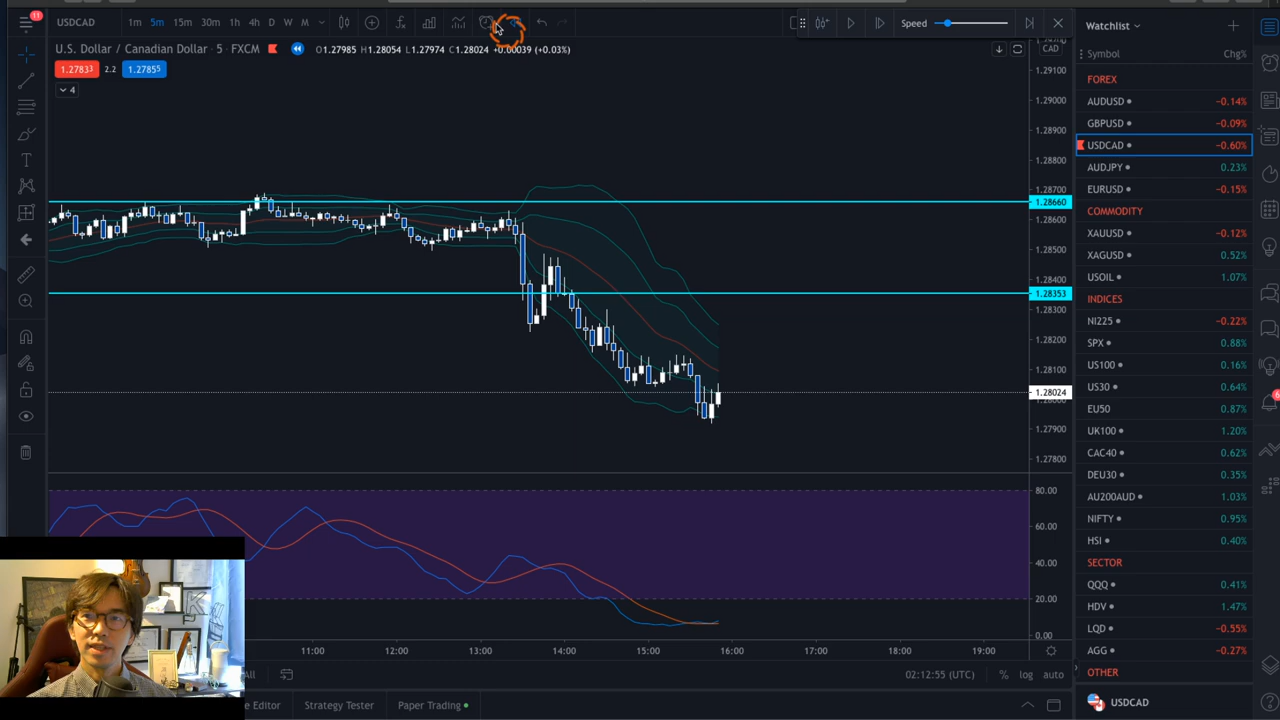 11
USDCAD 1m 5m 15m 30m 1h 4h D W M Speed Watchlist
U.S. Dollar / Canadian Dollar · 5 · FXCM O1.27985 H1.28054 L1.27974 C1.28024 +0.00039 (+0.03%) CAD
1.27833 2.2 1.27855
4
1.29100
1.29000
1.28900
1.28800
1.28700
1.28660
1.28600
1.28500
1.28400
1.28353
1.28300
1.28200
1.28100
1.28024
1.27900
1.27800
80.00
60.00
40.00
20.00
0.00
11:00 12:00 13:00 14:00 15:00 16:00 17:00 18:00 19:00
All 02:12:55 (UTC) % log auto
e Editor Strategy Tester Paper Trading
Symbol Chg%
FOREX
AUDUSD −0.14%
GBPUSD −0.09%
USDCAD −0.60%
AUDJPY 0.23%
EURUSD −0.15%
COMMODITY
XAUUSD −0.12%
XAGUSD 0.52%
USOIL 1.07%
INDICES
NI225 −0.22%
SPX 0.88%
US100 0.16%
US30 0.64%
EU50 0.87%
UK100 1.20%
CAC40 0.62%
DEU30 0.35%
AU200AUD 1.03%
NIFTY 0.95%
HSI 0.40%
SECTOR
QQQ 0.41%
HDV 1.47%
LQD −0.55%
AGG −0.27%
OTHER
USDCAD